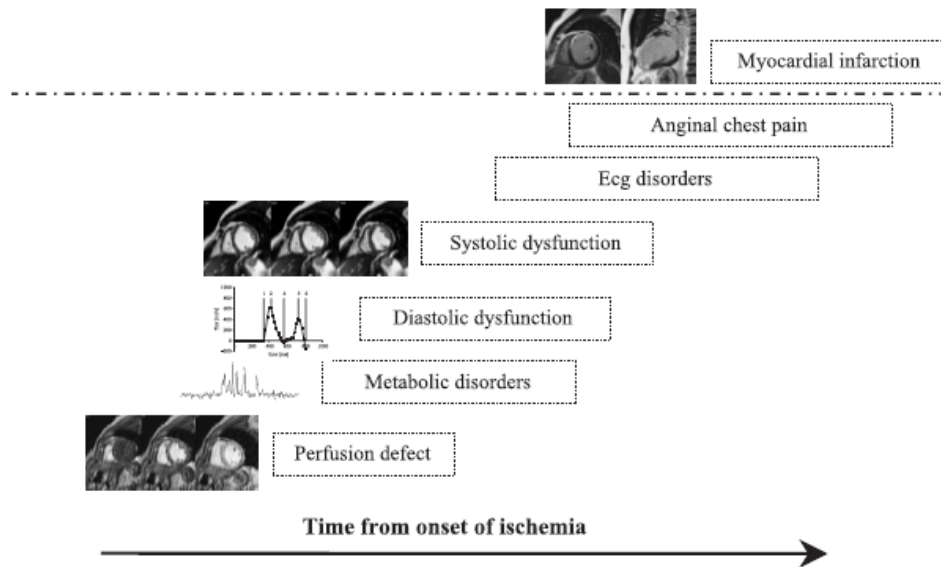 Myocardial infarction
Anginal chest pain
Ecg disorders
Systolic dysfunction
Diastolic dysfunction
Metabolic disorders
Perfusion defect
Time from onset of ischemia